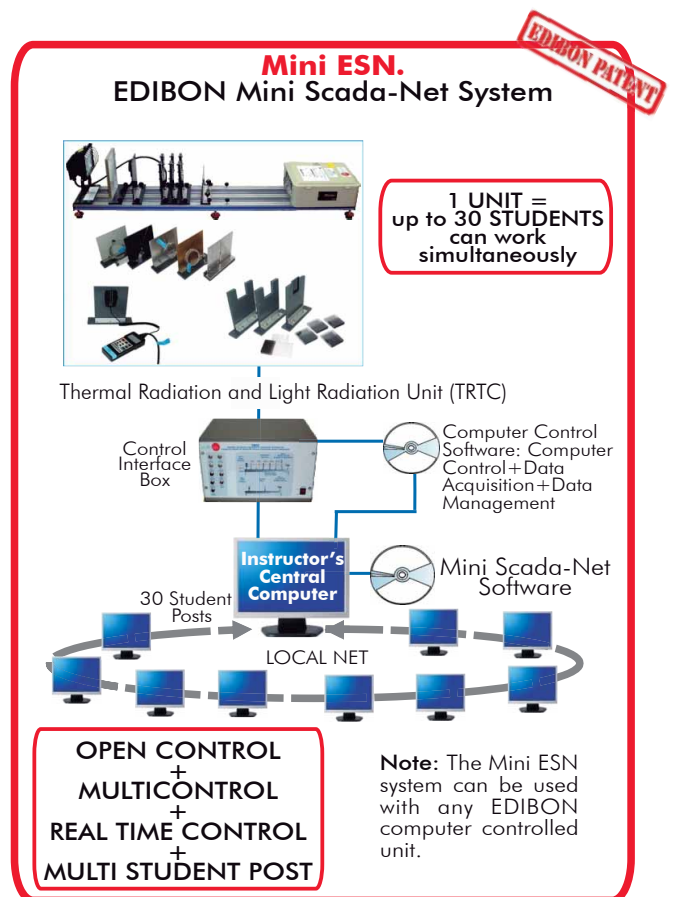 EDIBON PATENT
Mini ESN.
EDIBON Mini Scada-Net System
1 UNIT =
up to 30 STUDENTS
can work
simultaneously
Thermal Radiation and Light Radiation Unit (TRTC)
Control
Interface
Box
Computer Control
Software: Computer
Control+Data
Acquisition+Data
Management
Instructor's
Central
Computer
Mini Scada-Net
Software
30 Student
Posts
LOCAL NET
OPEN CONTROL
+
MULTICONTROL
+
REAL TIME CONTROL
+
MULTI STUDENT POST
Note: The Mini ESN
system can be used
with any EDIBON
computer controlled
unit.